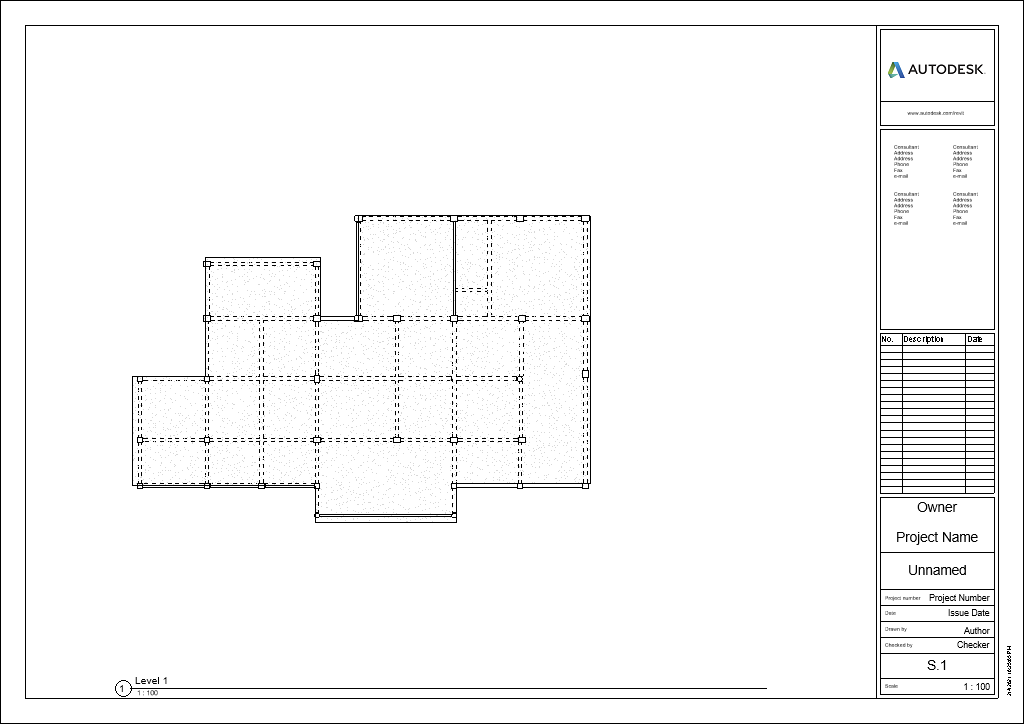 AUTODESK.
www.autodesk.com/revit
Consultant
Address
Address
Phone
Fax
e-mail
Consultant
Address
Address
Phone
Fax
e-mail
Consultant
Address
Address
Phone
Fax
e-mail
Consultant
Address
Address
Phone
Fax
e-mail
No. Description Date
Owner
Project Name
Unnamed
Project number Project Number
Date Issue Date
Drawn by Author
Checked by Checker
S.1
Scale 1 : 100
1 Level 1
1 : 100